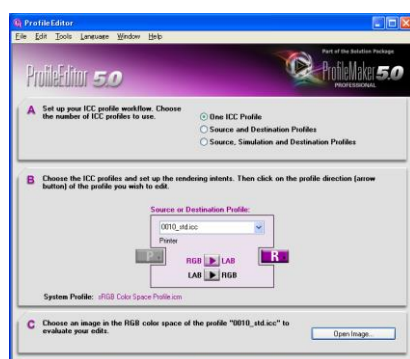 ProfileEditor
File Edit Tools Language Window Help
Part of the Solution Package
ProfileEditor 5.0
ProfileMaker 5.0
PROFESSIONAL
A Set up your ICC profile workflow. Choose
the number of ICC profiles to use.
One ICC Profile
Source and Destination Profiles
Source, Simulation and Destination Profiles
B Choose the ICC profiles and set up the rendering intents. Then click on the profile direction (arrow
button) of the profile you wish to edit.
Source or Destination Profile:
0010_std.icc
Printer
P
RGB LAB
R
LAB RGB
System Profile: sRGB Color Space Profile.icm
C Choose an image in the RGB color space of the profile "0010_std.icc" to
evaluate your edits.
Open Image...